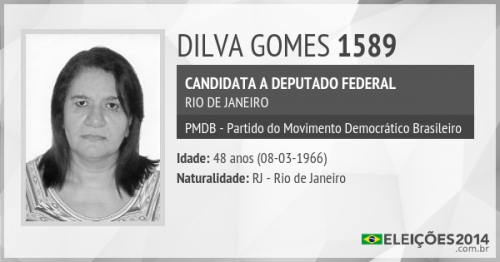 DILVA GOMES 1589
CANDIDATA A DEPUTADO FEDERAL
RIO DE JANEIRO
PMDB - Partido do Movimento Democrático Brasileiro
Idade: 48 anos (08-03-1966)
Naturalidade: RJ - Rio de Janeiro
ELEIÇÕES2014
.com.br